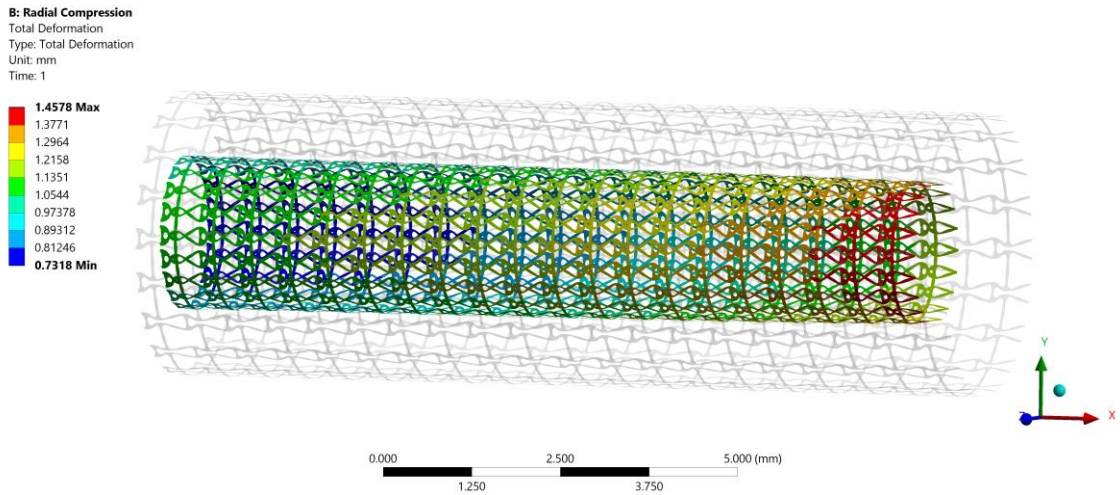 B: Radial Compression
Total Deformation
Type: Total Deformation
Unit: mm
Time: 1
1.4578 Max
1.3771
1.2964
1.2158
1.1351
1.0544
0.97378
0.89312
0.81246
0.7318 Min
Y
Z
X
0.000
2.500
5.000 (mm)
1.250
3.750